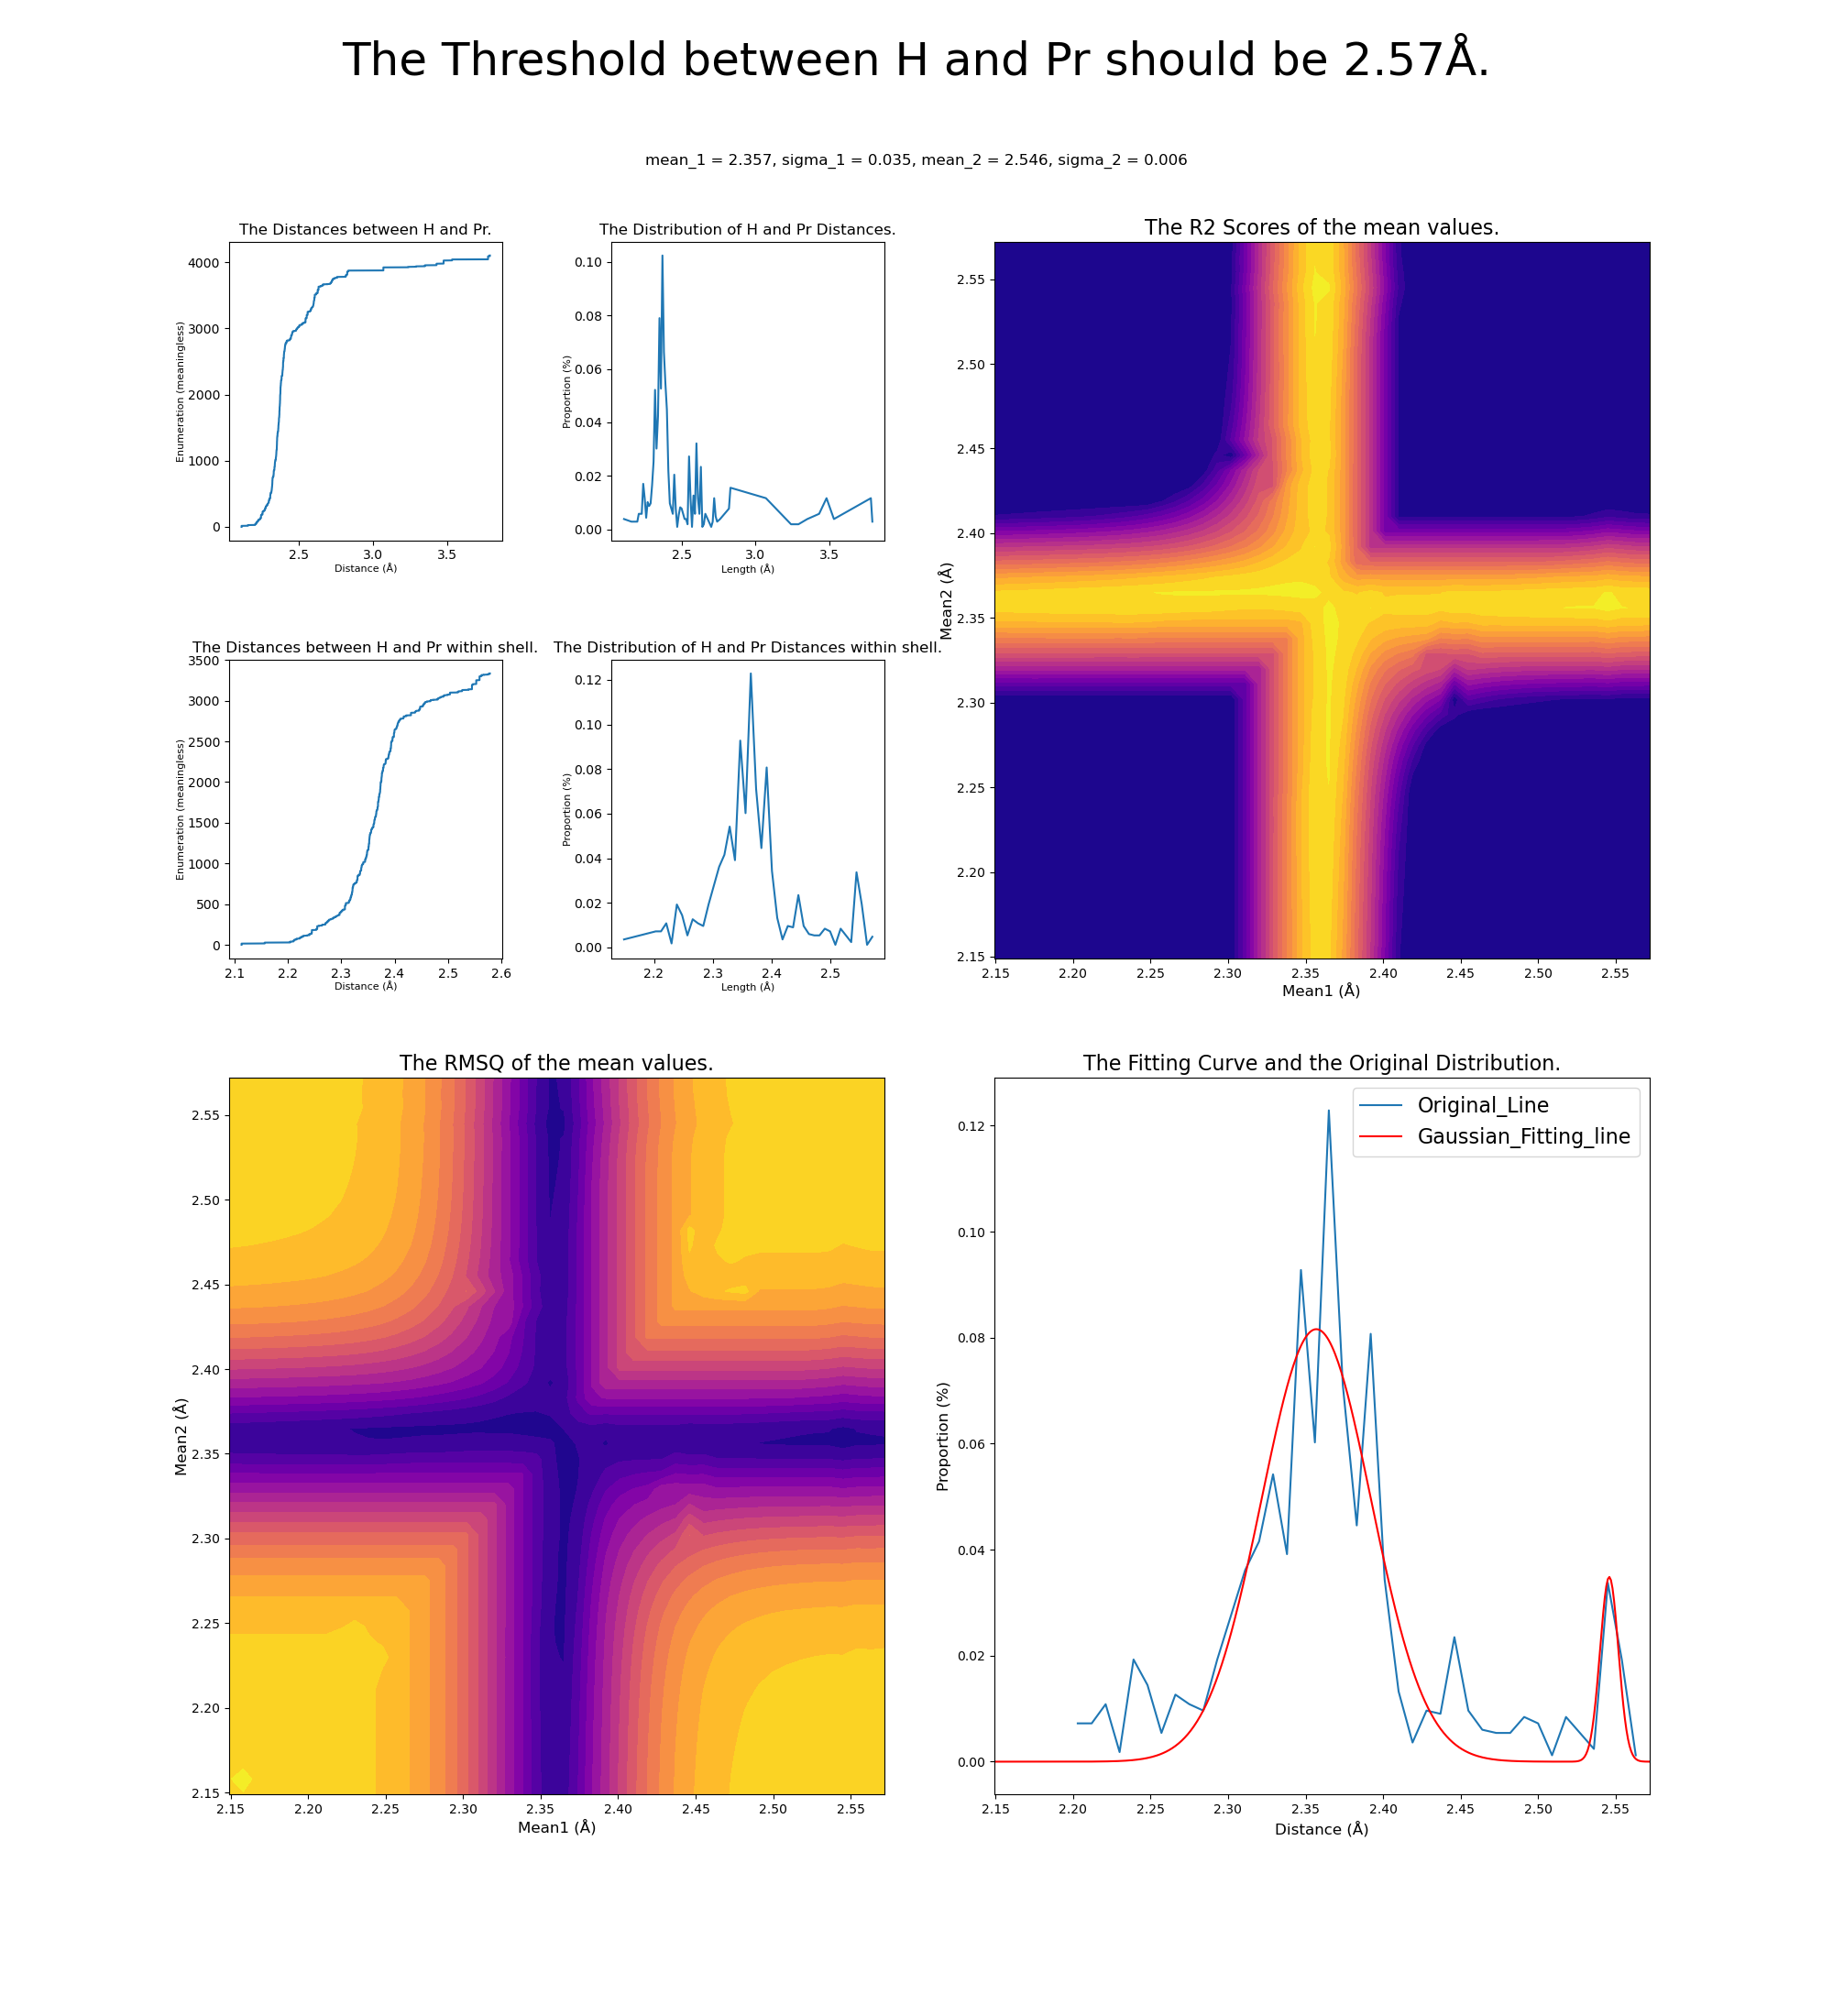 The Threshold between H and Pr should be 2.57Å.
mean_1 = 2.357, sigma_1 = 0.035, mean_2 = 2.546, sigma_2 = 0.006
The Distances between H and Pr.
Enumeration (meaningless)
4000
3000
2000
1000
0
2.5 3.0 3.5
Distance (Å)
The Distribution of H and Pr Distances.
Proportion (%)
0.10
0.08
0.06
0.04
0.02
0.00
2.5 3.0 3.5
Length (Å)
The R2 Scores of the mean values.
Mean2 (Å)
2.55
2.50
2.45
2.40
2.35
2.30
2.25
2.20
2.15
2.15 2.20 2.25 2.30 2.35 2.40 2.45 2.50 2.55
Mean1 (Å)
The Distances between H and Pr within shell.
Enumeration (meaningless)
3500
3000
2500
2000
1500
1000
500
0
2.1 2.2 2.3 2.4 2.5 2.6
Distance (Å)
The Distribution of H and Pr Distances within shell.
Proportion (%)
0.12
0.10
0.08
0.06
0.04
0.02
0.00
2.2 2.3 2.4 2.5
Length (Å)
The RMSQ of the mean values.
Mean2 (Å)
2.55
2.50
2.45
2.40
2.35
2.30
2.25
2.20
2.15
2.15 2.20 2.25 2.30 2.35 2.40 2.45 2.50 2.55
Mean1 (Å)
The Fitting Curve and the Original Distribution.
Original_Line
Gaussian_Fitting_line
Proportion (%)
0.12
0.10
0.08
0.06
0.04
0.02
0.00
2.15 2.20 2.25 2.30 2.35 2.40 2.45 2.50 2.55
Distance (Å)